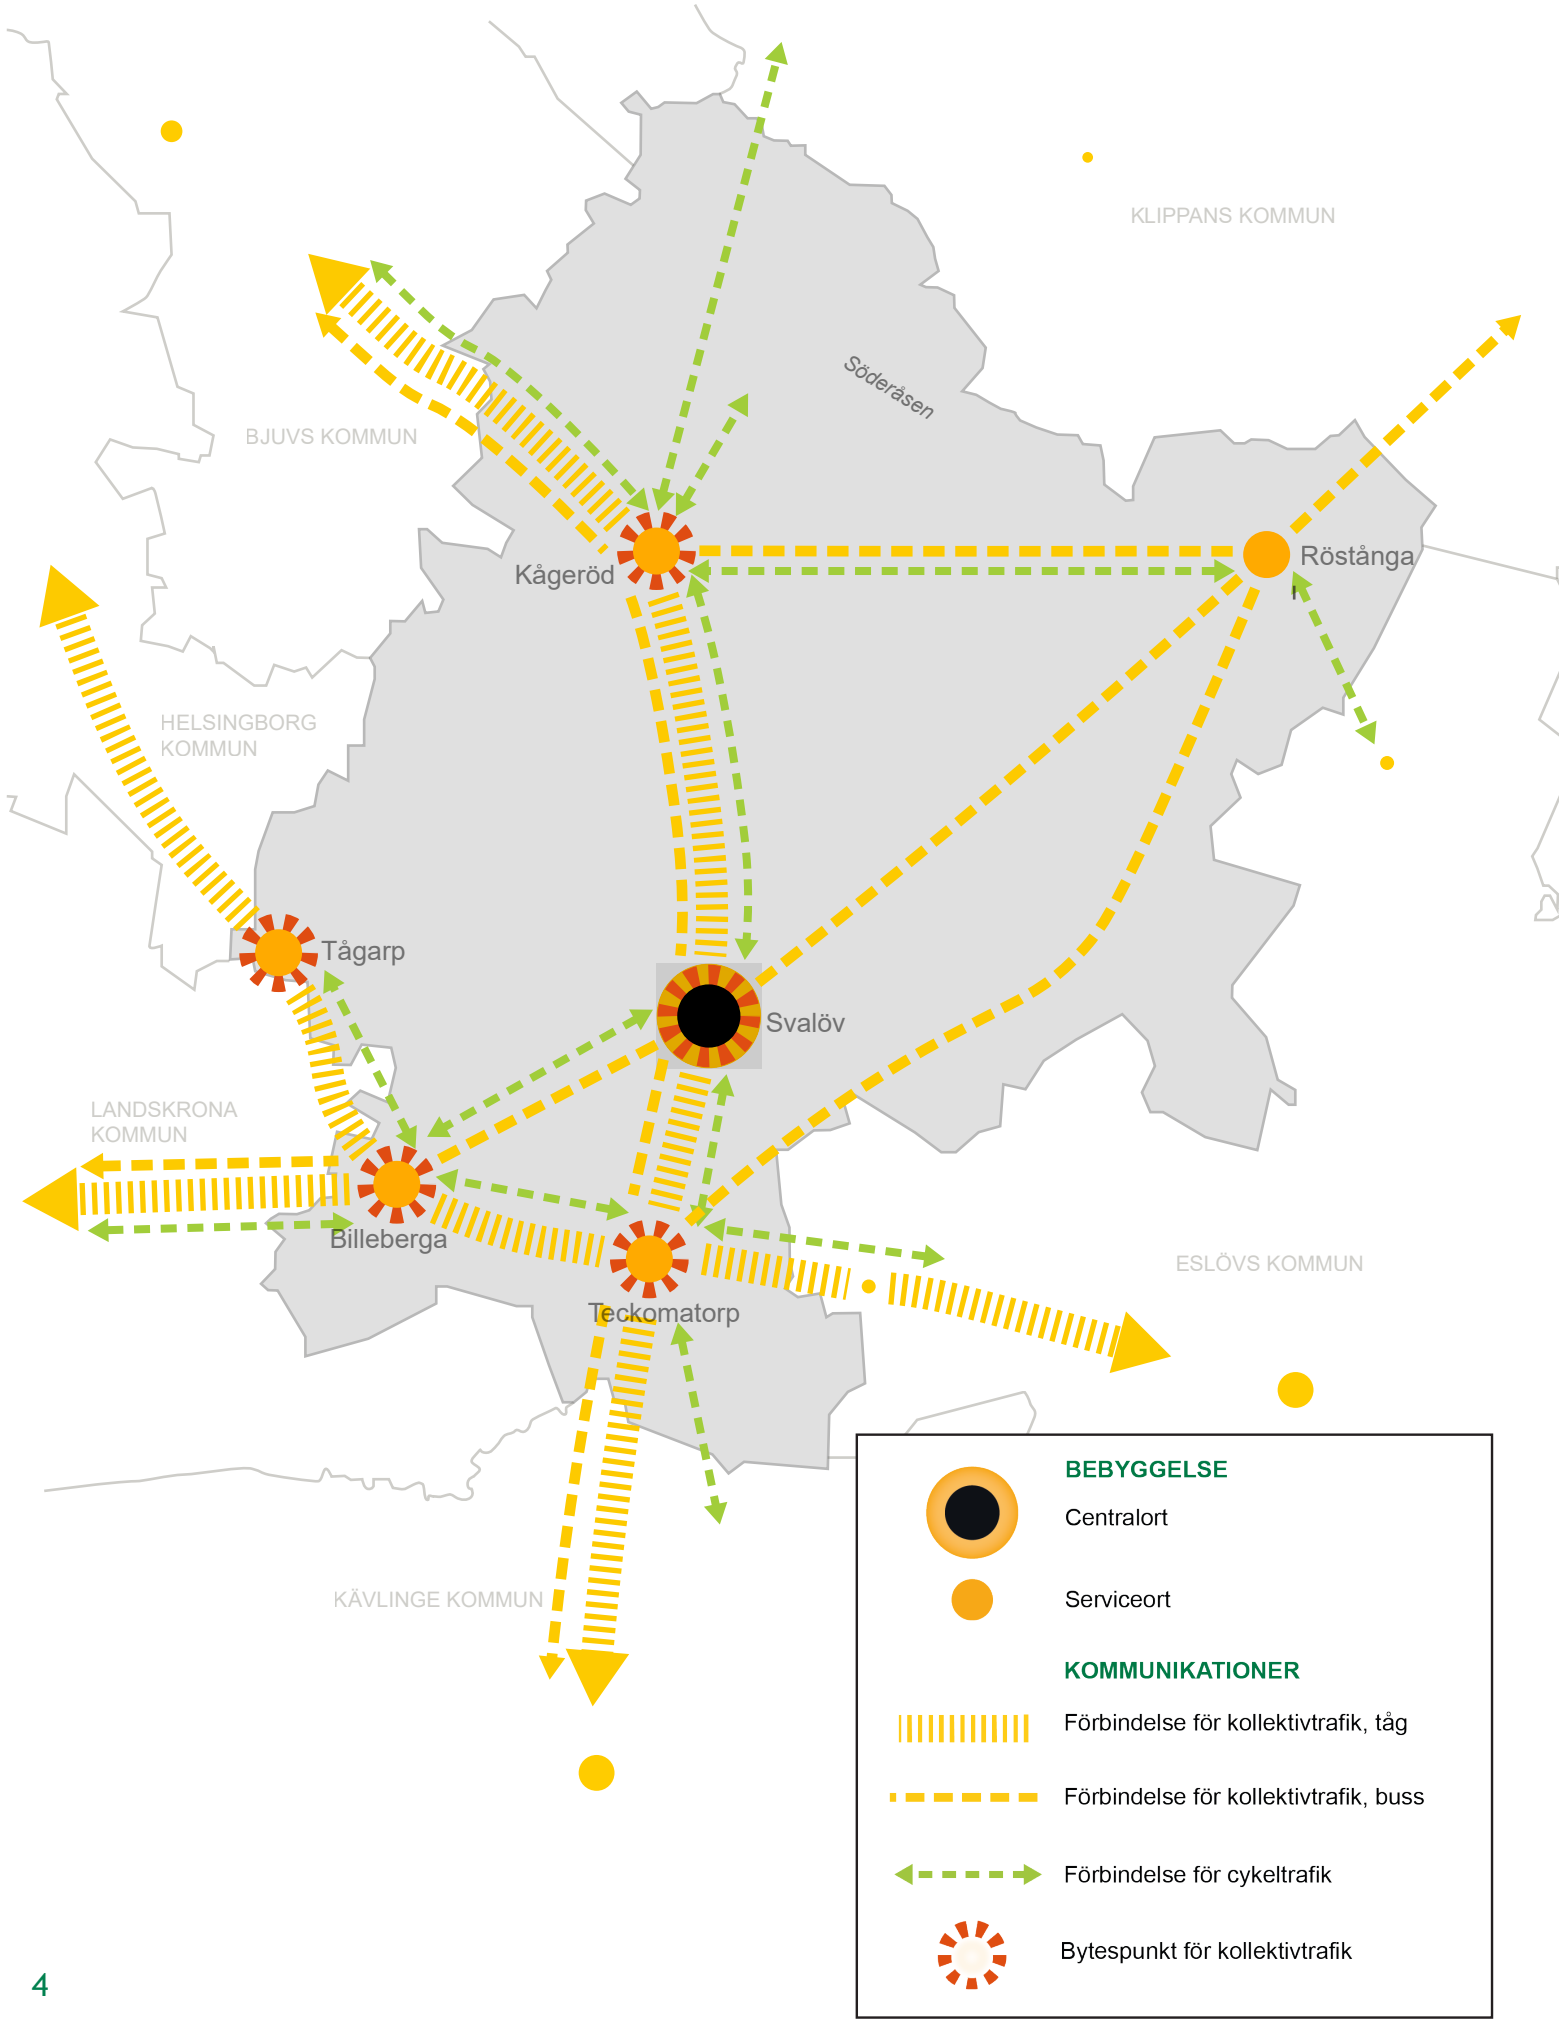 KLIPPANS KOMMUN
Söderåsen
BJUVS KOMMUN
Röstånga
Kågeröd
HELSINGBORG
KOMMUN
Tågarp
Svalöv
LANDSKRONA
KOMMUN
Billeberga
ESLÖVS KOMMUN
Teckomatorp
KÄVLINGE KOMMUN
BEBYGGELSE
Centralort
Serviceort
KOMMUNIKATIONER
Förbindelse för kollektivtrafik, tåg
Förbindelse för kollektivtrafik, buss
Förbindelse för cykeltrafik
Bytespunkt för kollektivtrafik
4